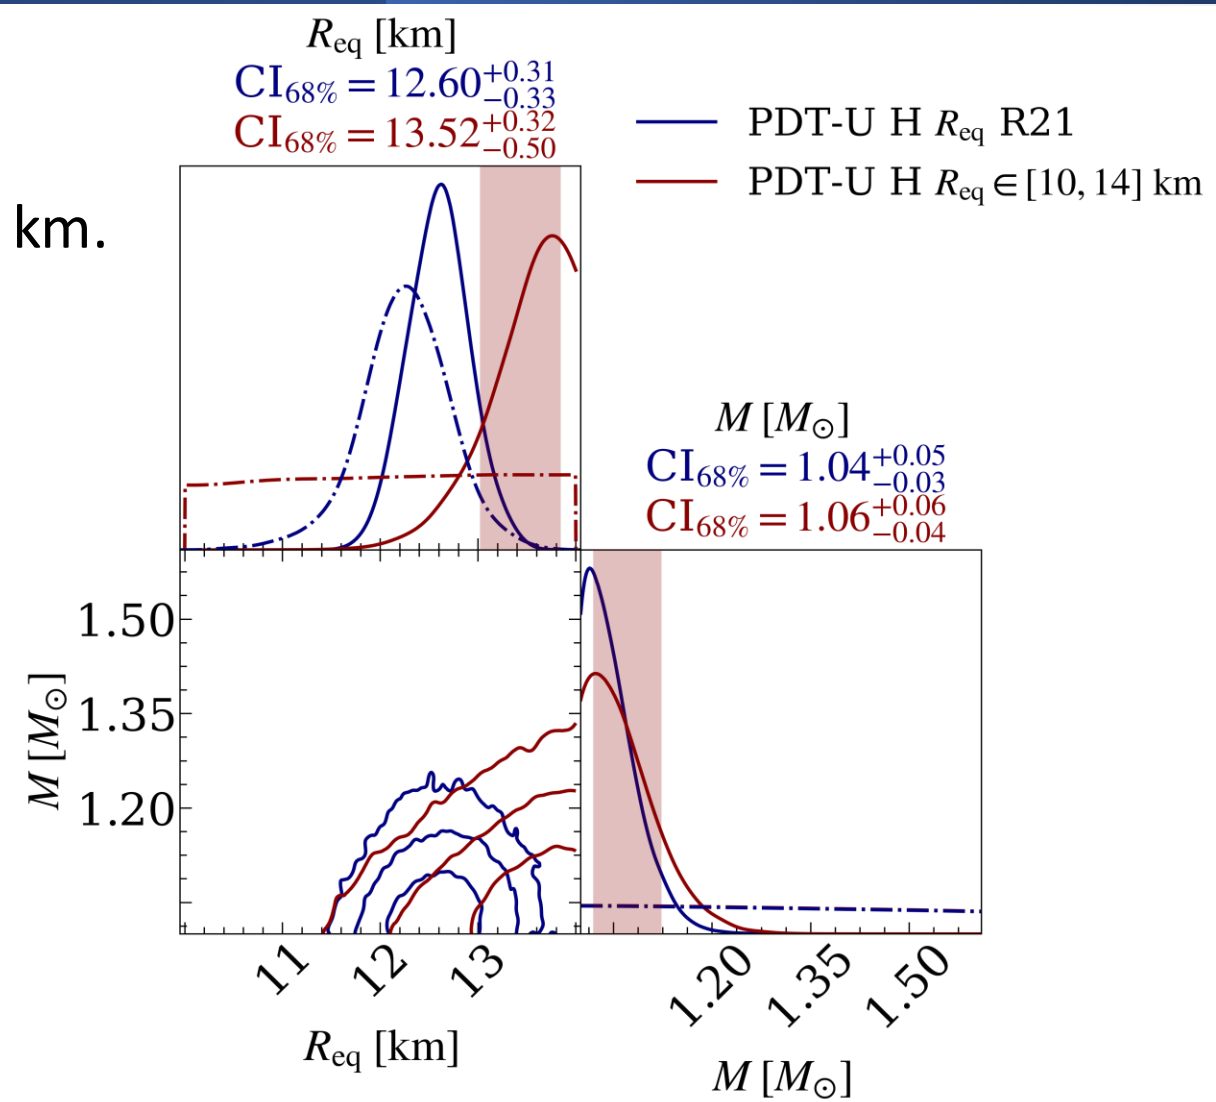 R_eq [km]
CI_68% = 12.60^{+0.31}_{−0.33}
CI_68% = 13.52^{+0.32}_{−0.50}
PDT-U H R_eq R21
PDT-U H R_eq ∈ [10, 14] km
km.
M [M_⊙]
CI_68% = 1.04^{+0.05}_{−0.03}
CI_68% = 1.06^{+0.06}_{−0.04}
M [M_⊙]
1.50
1.35
1.20
11
12
13
R_eq [km]
1.20
1.35
1.50
M [M_⊙]